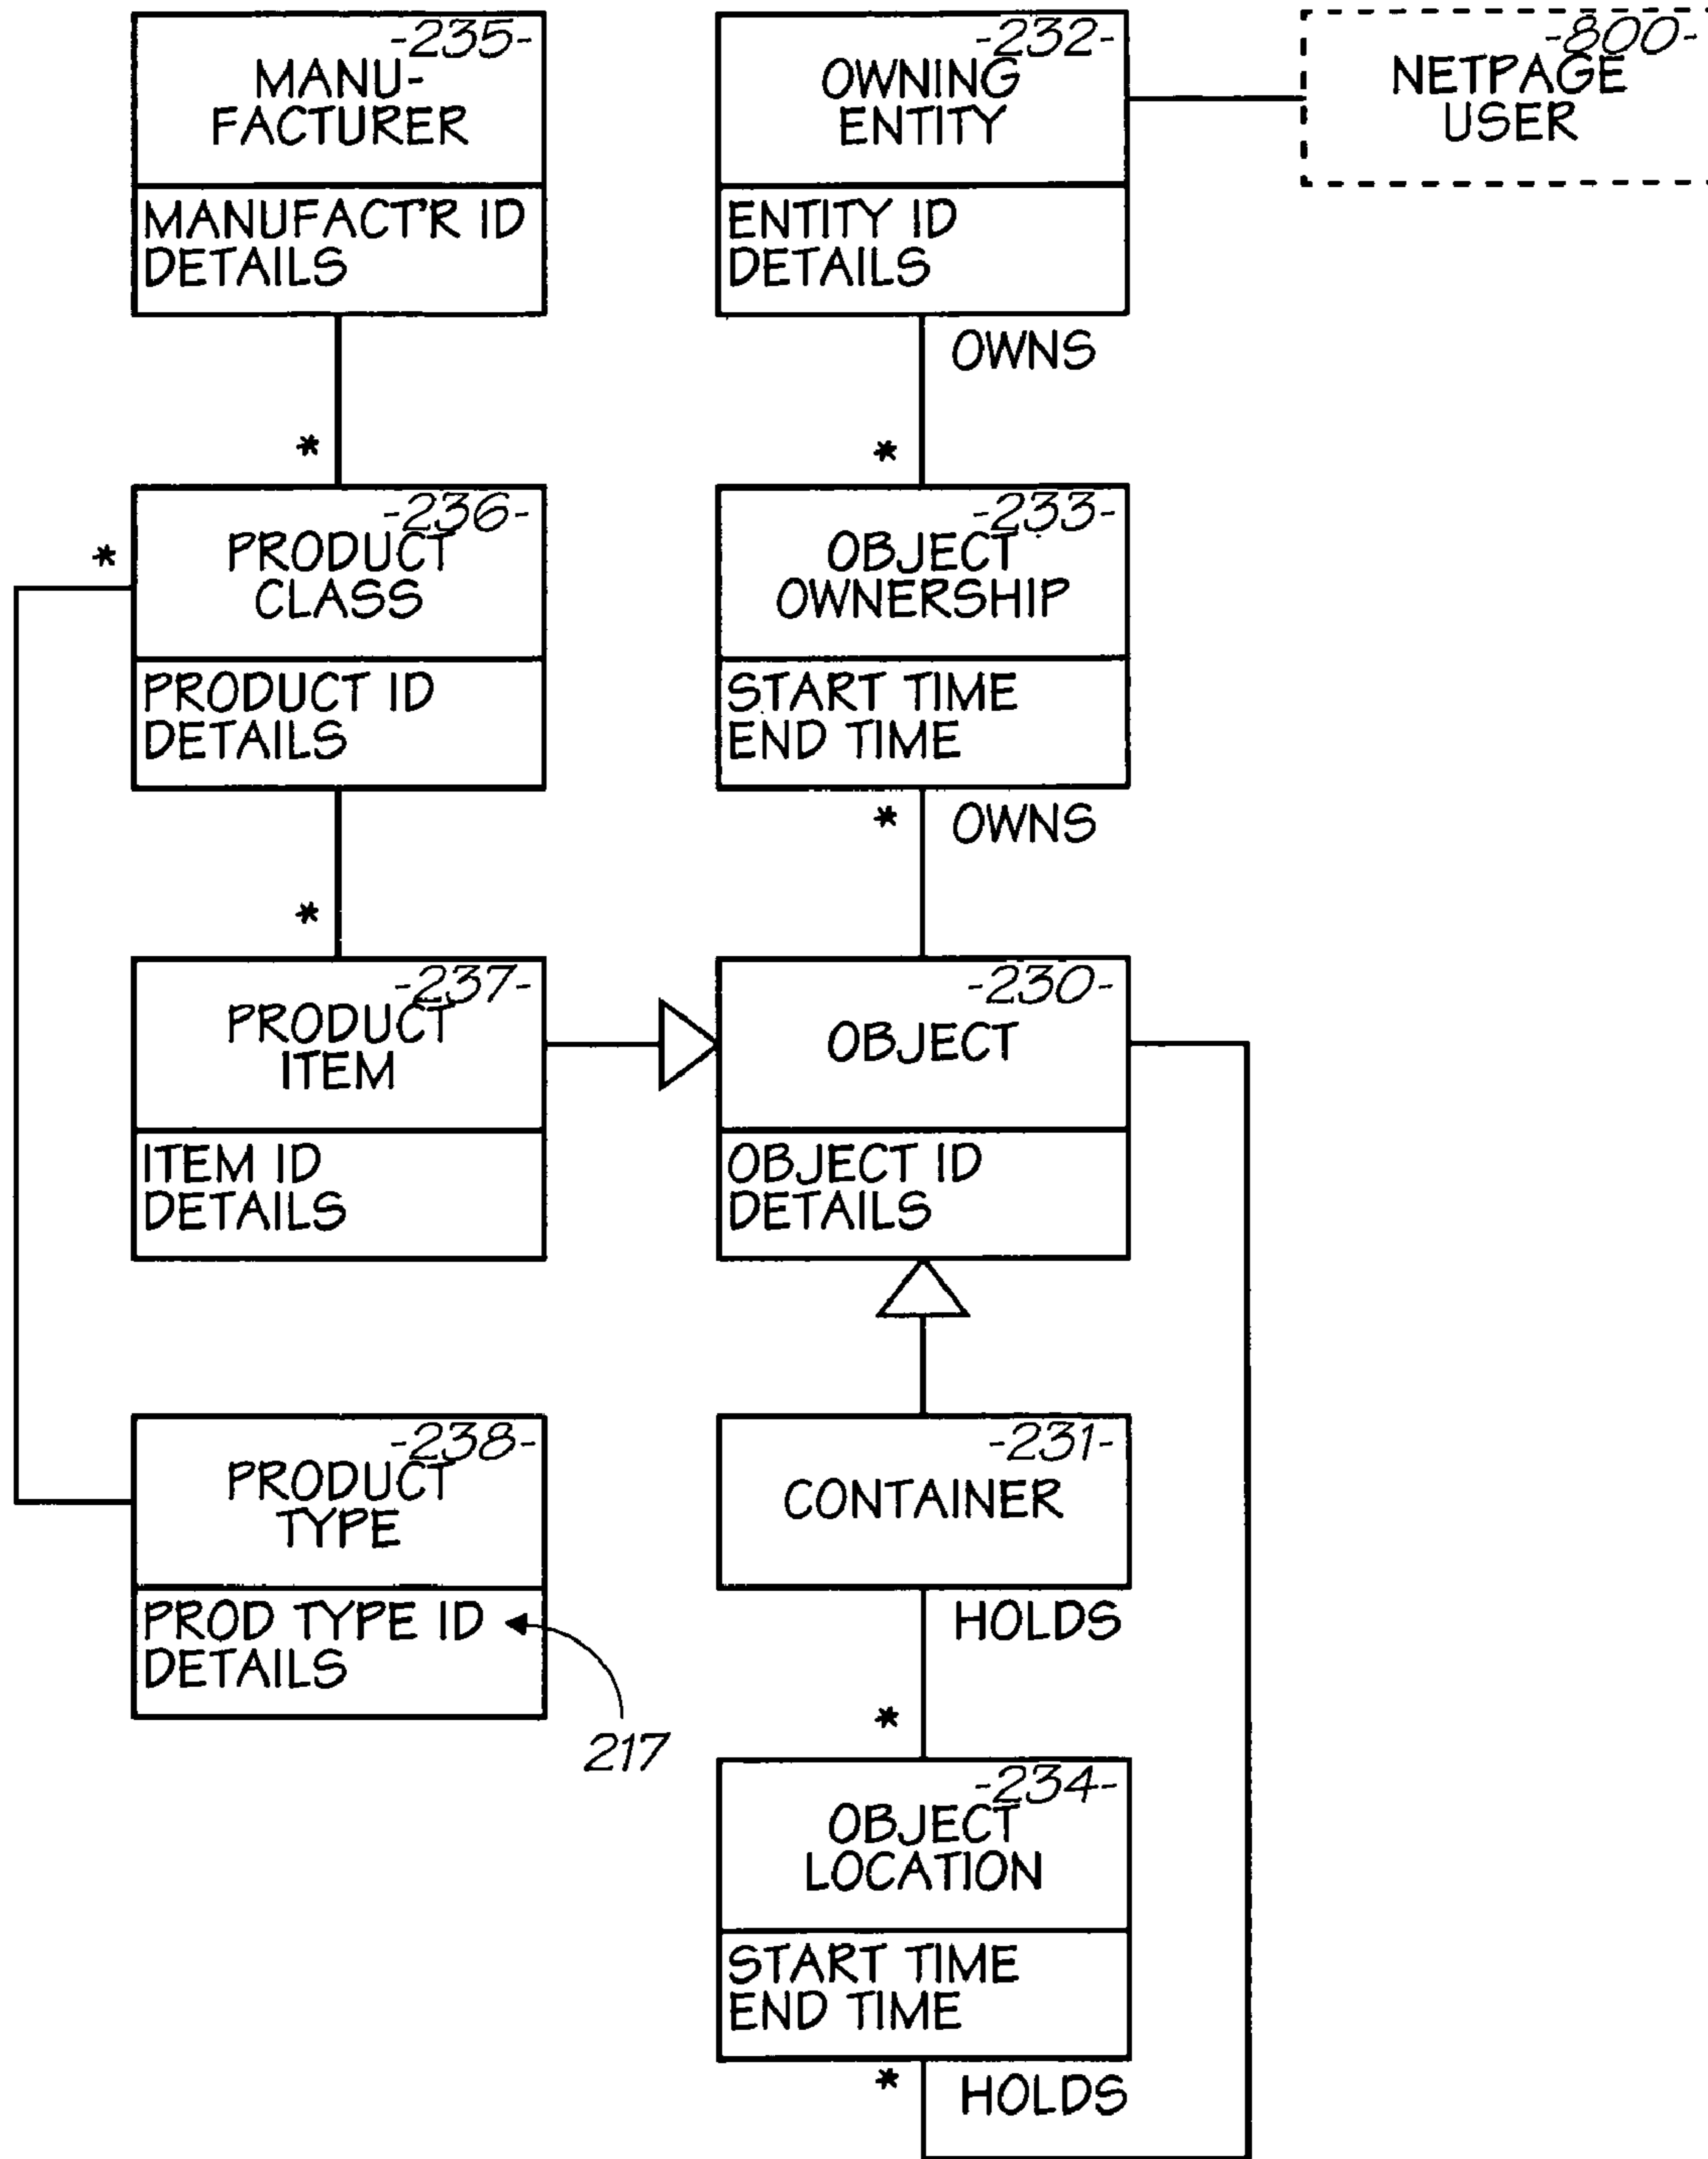 -235-
MANU-
FACTURER
MANUFACT'R ID
DETAILS
-232-
OWNING
ENTITY
ENTITY ID
DETAILS
-800-
NETPAGE
USER
OWNS
*
*
-236-
PRODUCT
CLASS
PRODUCT ID
DETAILS
*
-233-
OBJECT
OWNERSHIP
START TIME
END TIME
* OWNS
*
-237-
PRODUCT
ITEM
ITEM ID
DETAILS
-230-
OBJECT
OBJECT ID
DETAILS
-238-
PRODUCT
TYPE
PROD TYPE ID
DETAILS
217
-231-
CONTAINER
HOLDS
*
-234-
OBJECT
LOCATION
START TIME
END TIME
* HOLDS